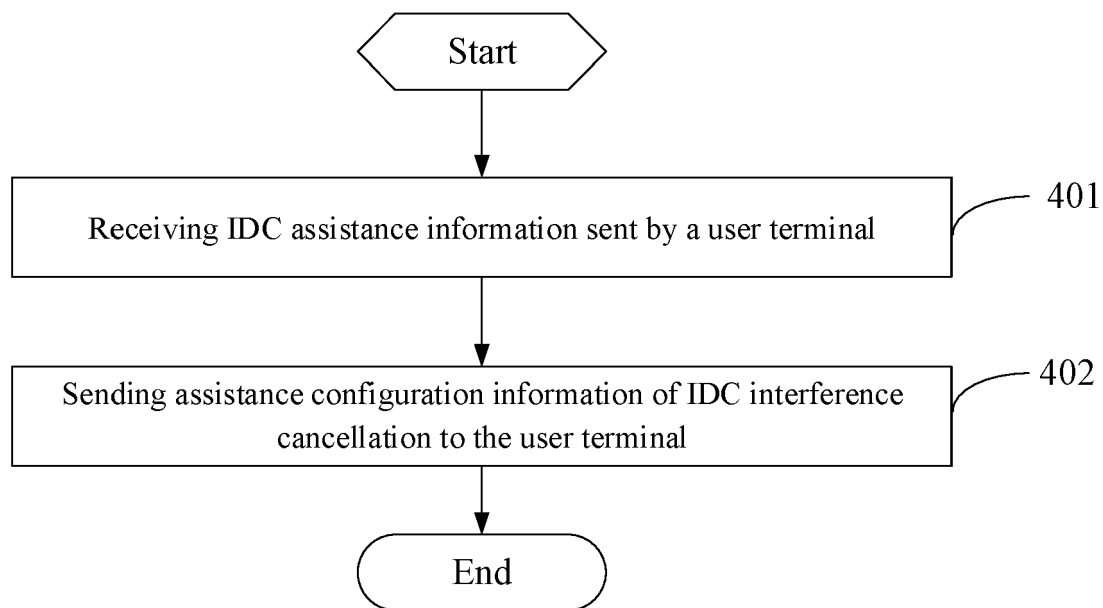 Start
401
Receiving IDC assistance information sent by a user terminal
402
Sending assistance configuration information of IDC interference
cancellation to the user terminal
End